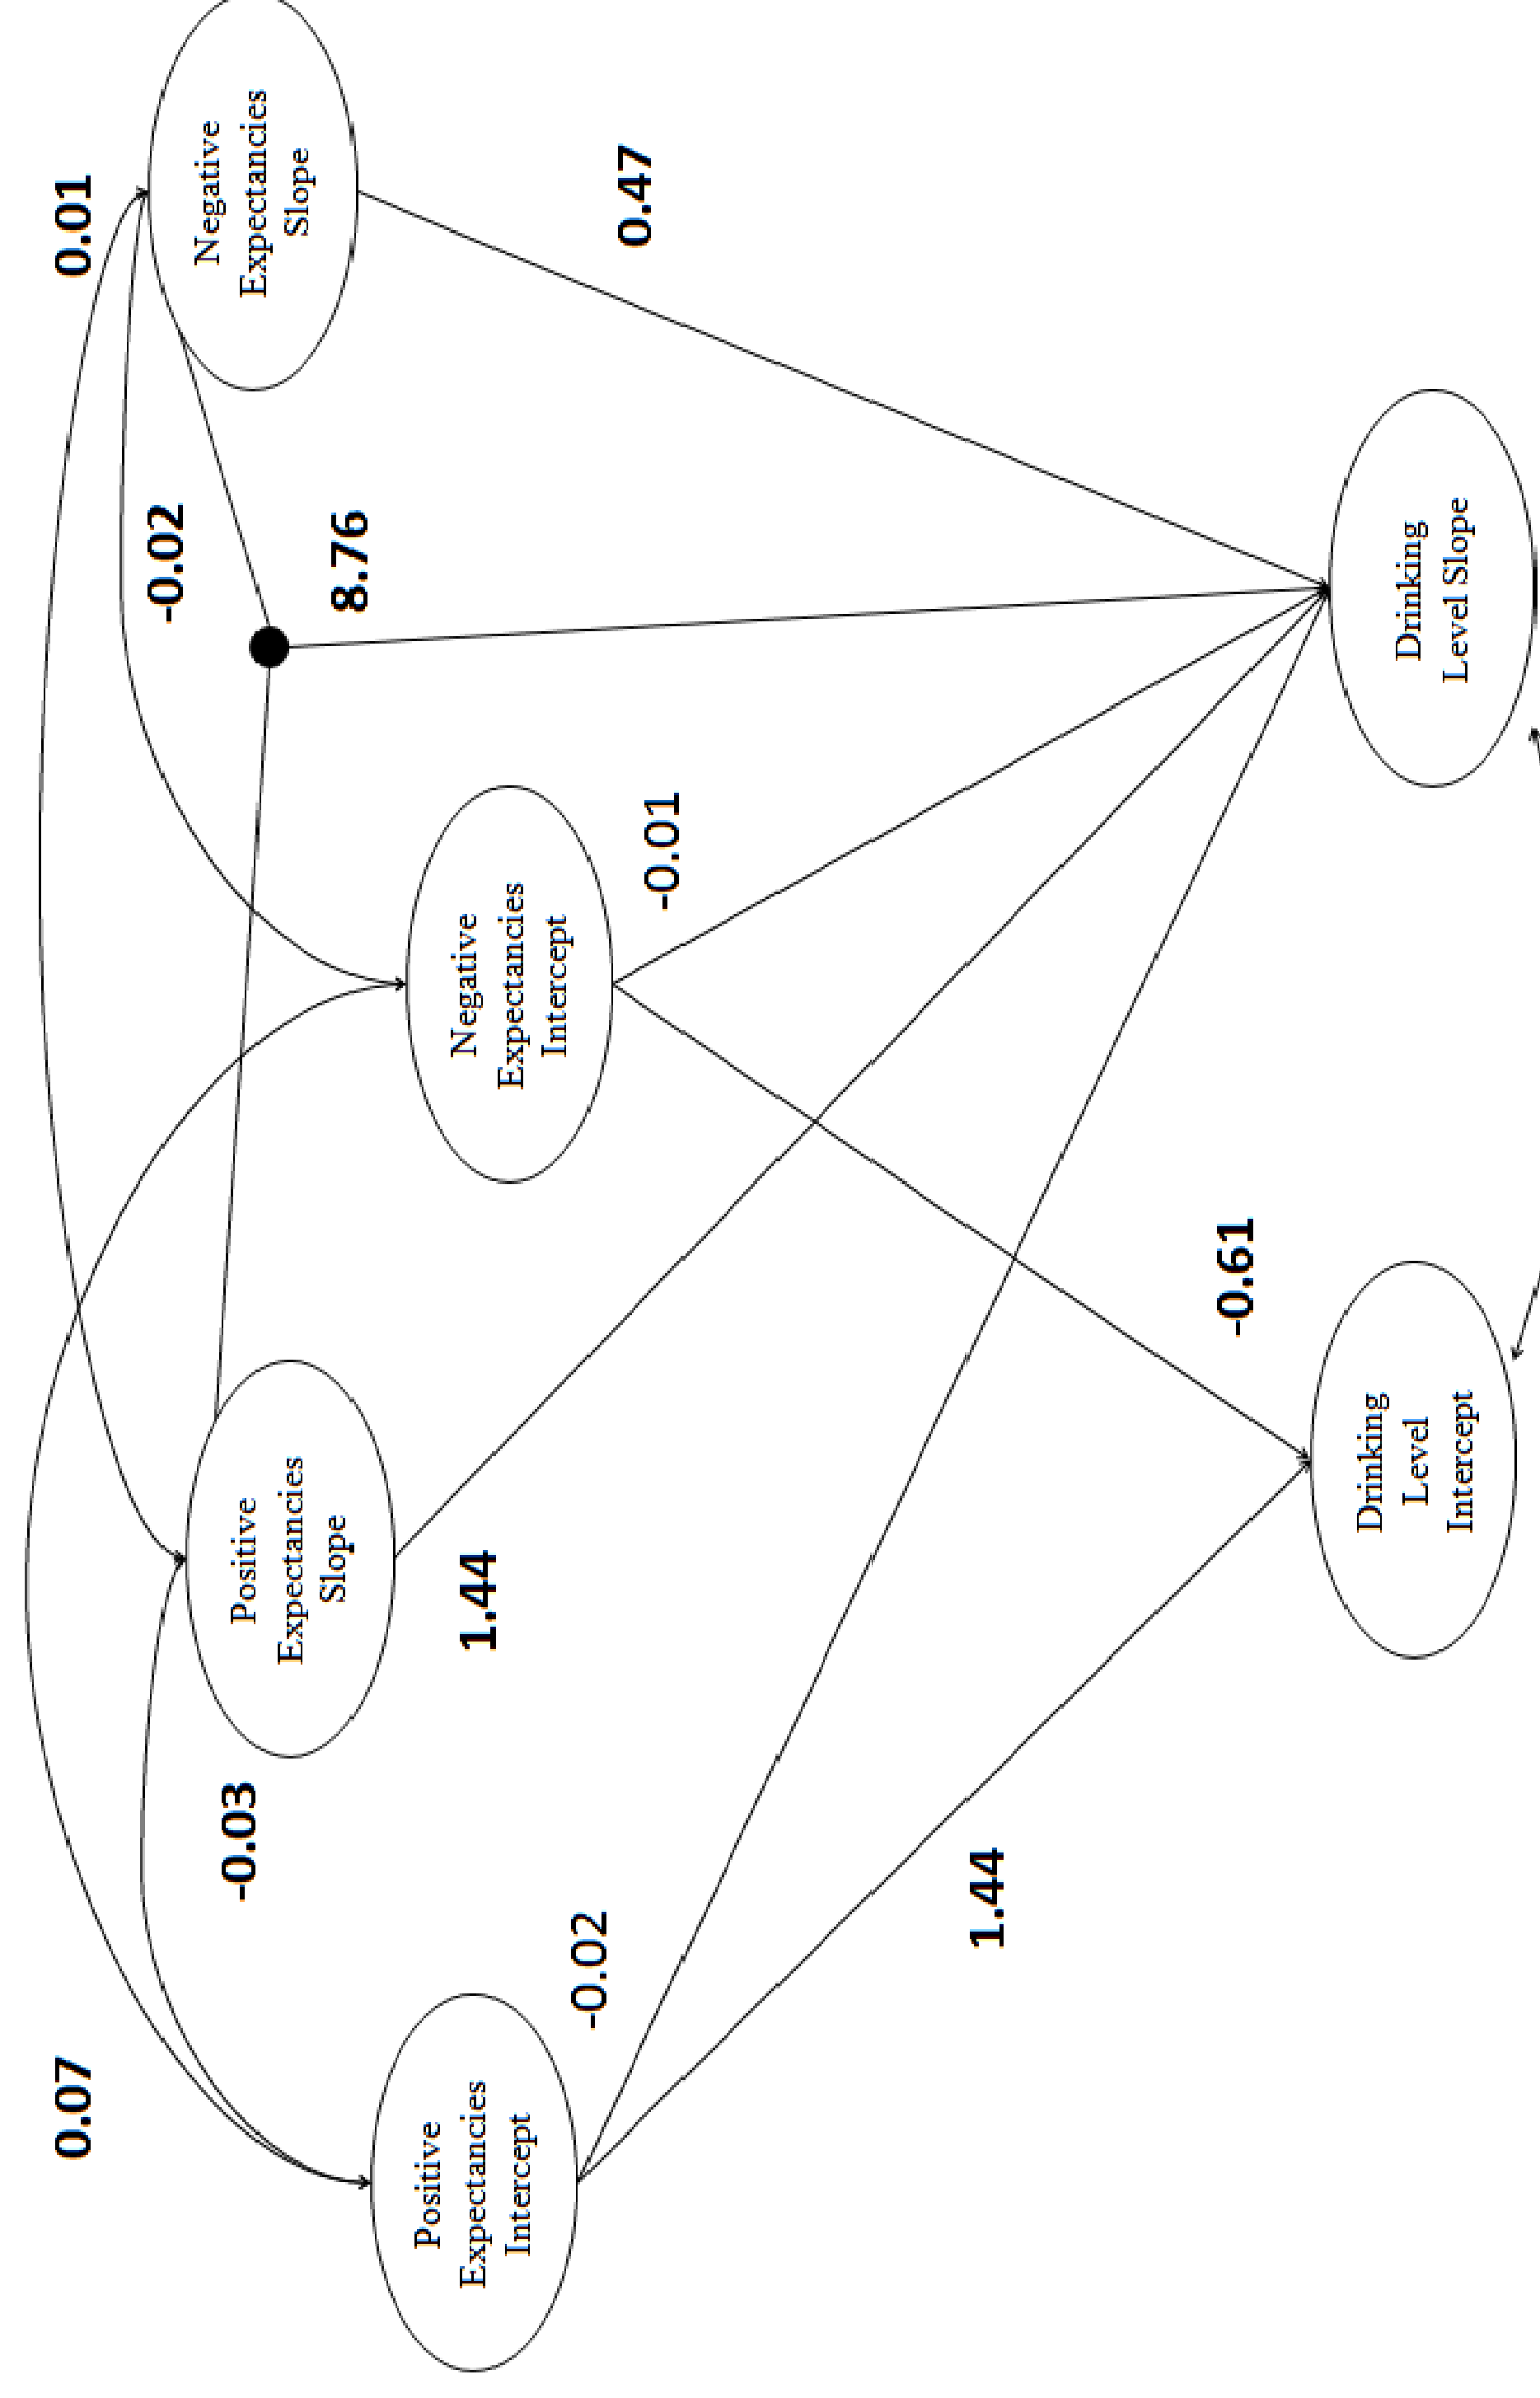 0.07
0.01
-0.03
-0.02
8.76
Positive
Expectancies
Intercept
Positive
Expectancies
Slope
Negative
Expectancies
Intercept
Negative
Expectancies
Slope
-0.02
1.44
-0.01
0.47
1.44
-0.61
Drinking
Level
Intercept
Drinking
Level Slope